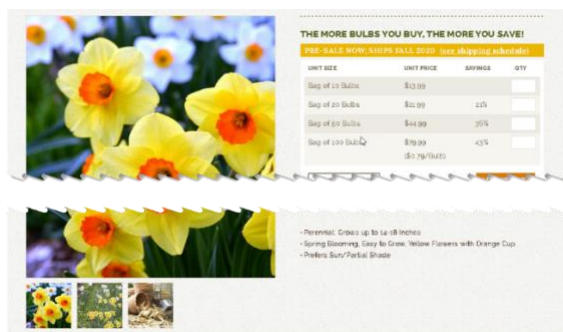 THE MORE BULBS YOU BUY, THE MORE YOU SAVE!
PRE-SALE NOW; SHIPS FALL 2020 (see shipping schedule)
UNIT SIZE UNIT PRICE SAVINGS QTY
Bag of 10 Bulbs $13.99
Bag of 20 Bulbs $21.99 21%
Bag of 50 Bulbs $44.99 36%
Bag of 100 Bulbs $79.99 43%
($0.79/Bulb)
• Perennial. Grows up to 14-18 inches
• Spring Blooming, Easy to Grow, Yellow Flowers with Orange Cup
• Prefers Sun/Partial Shade